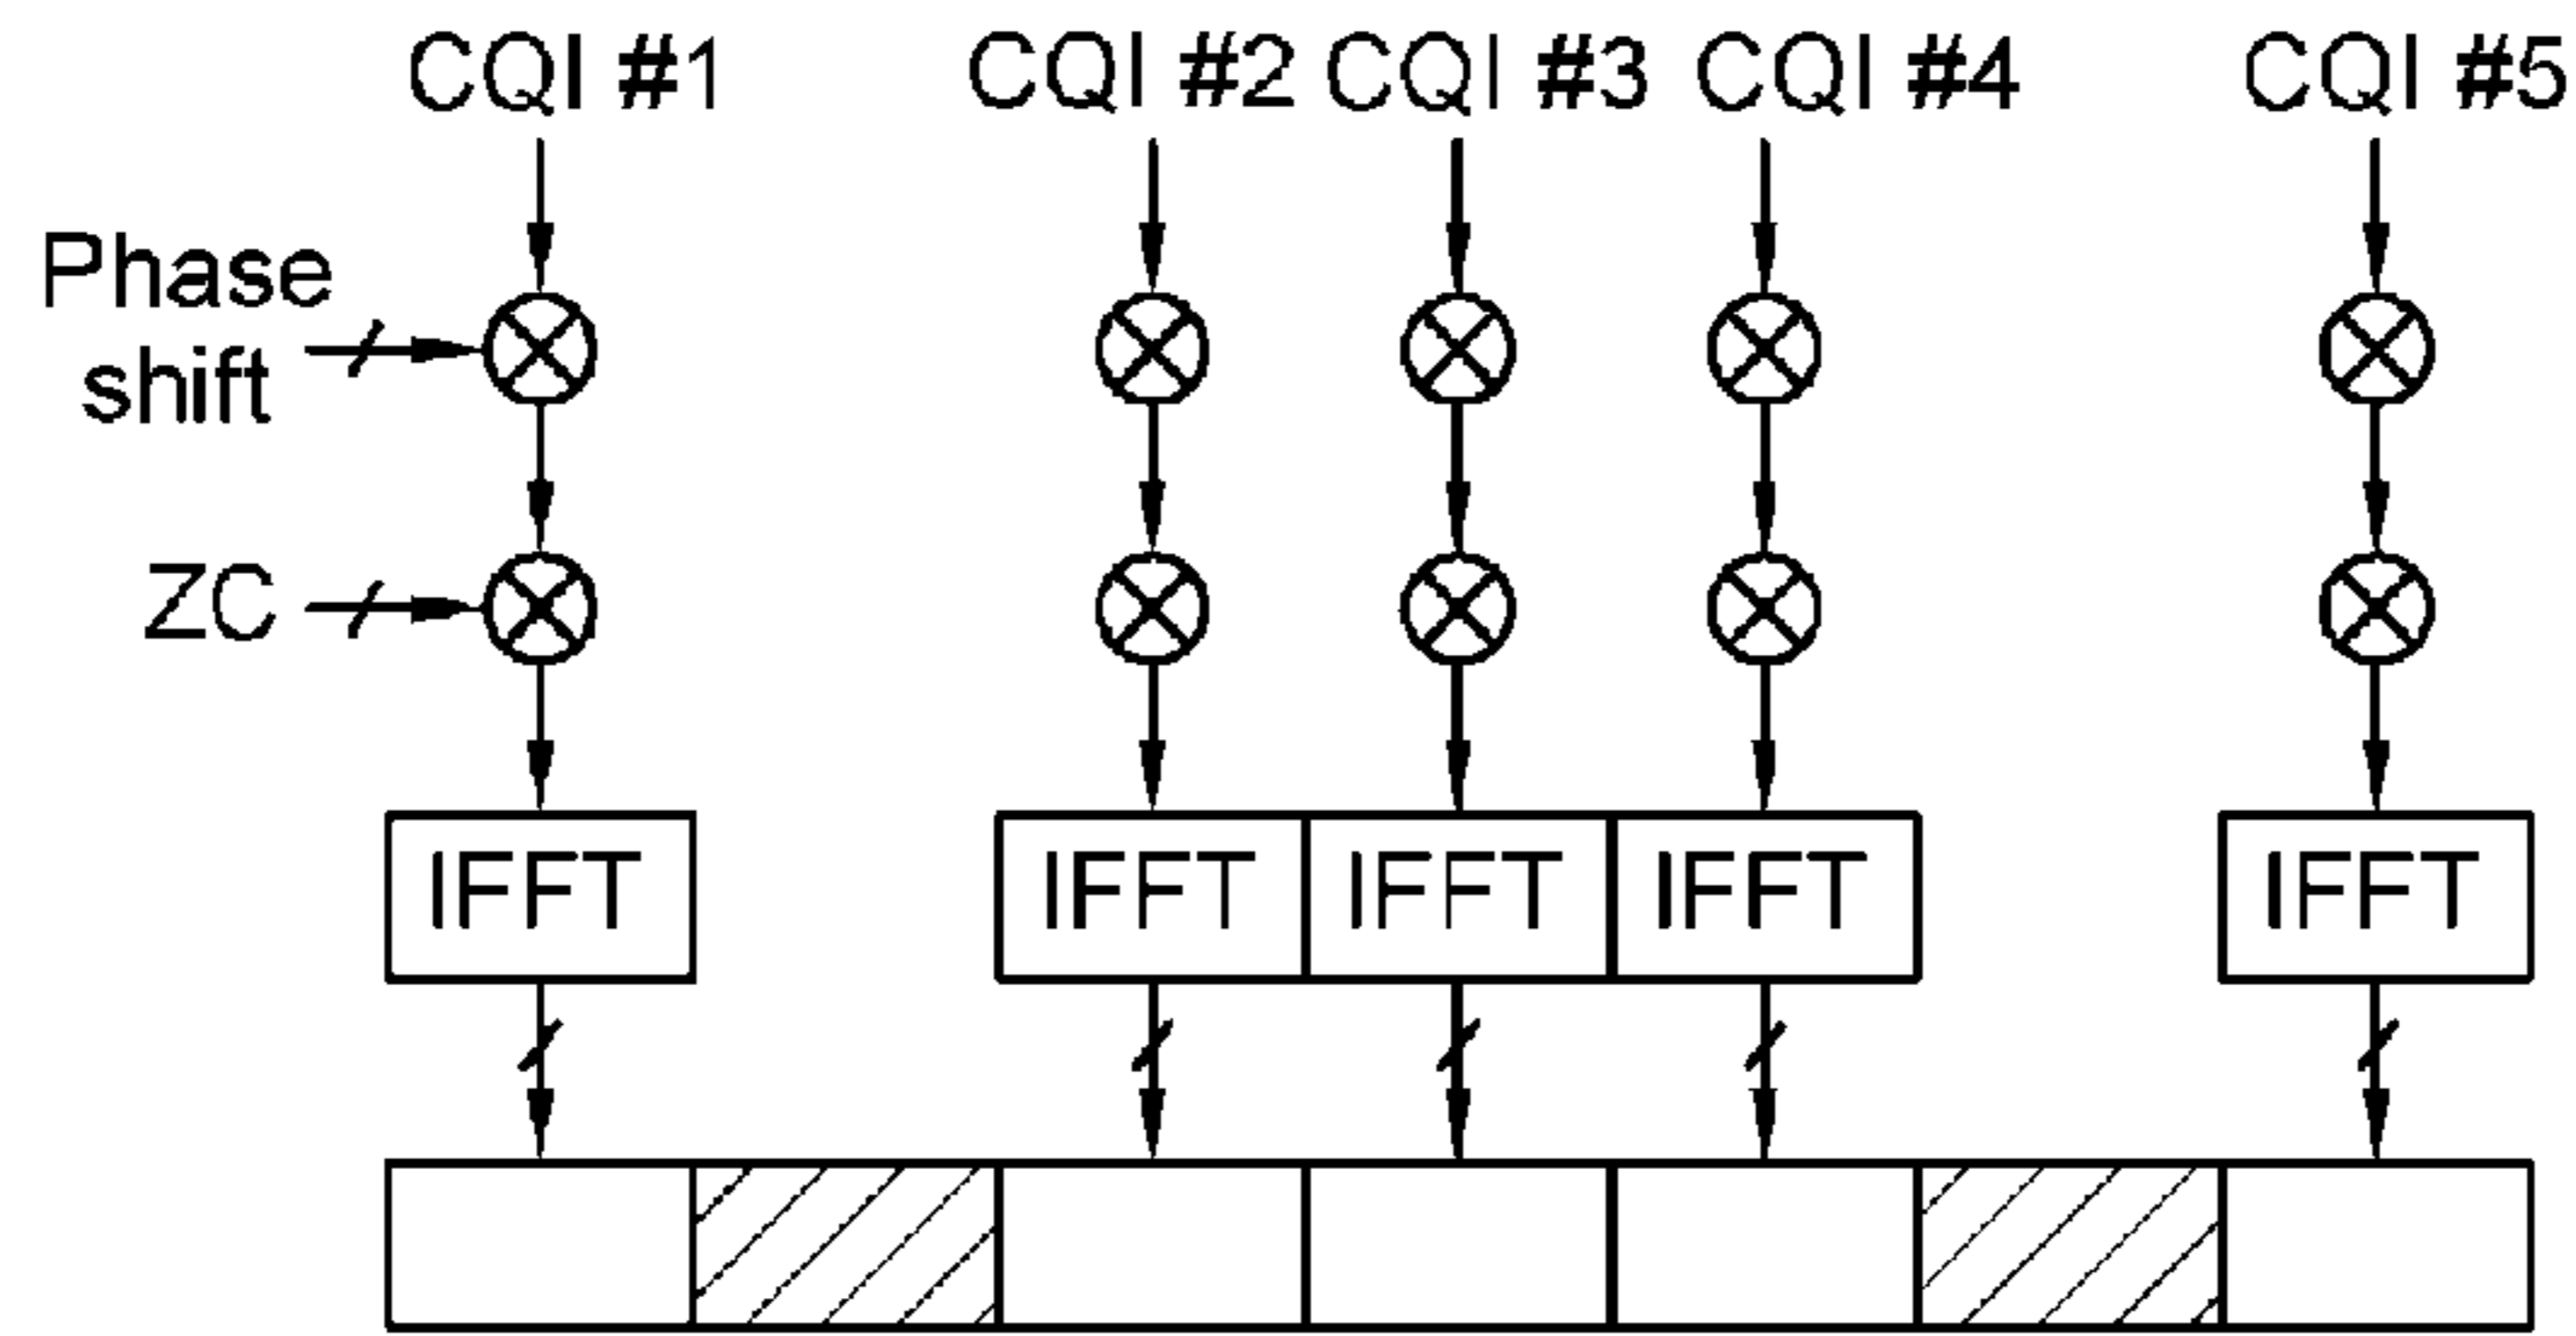 CQI #1 CQI #2 CQI #3 CQI #4 CQI #5
Phase
shift
ZC
IFFT IFFT IFFT IFFT IFFT